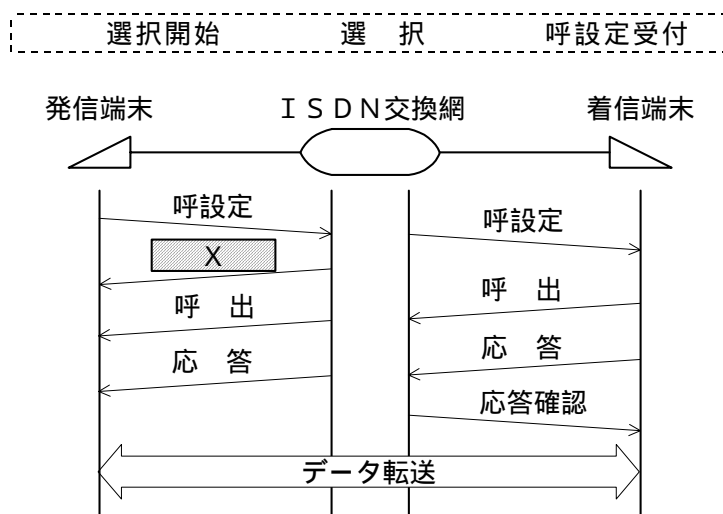 選択開始 選 択 呼設定受付
発信端末 ＩＳＤＮ交換網 着信端末
呼設定 呼設定
X
呼 出 呼 出
応 答 応 答
応答確認
データ転送